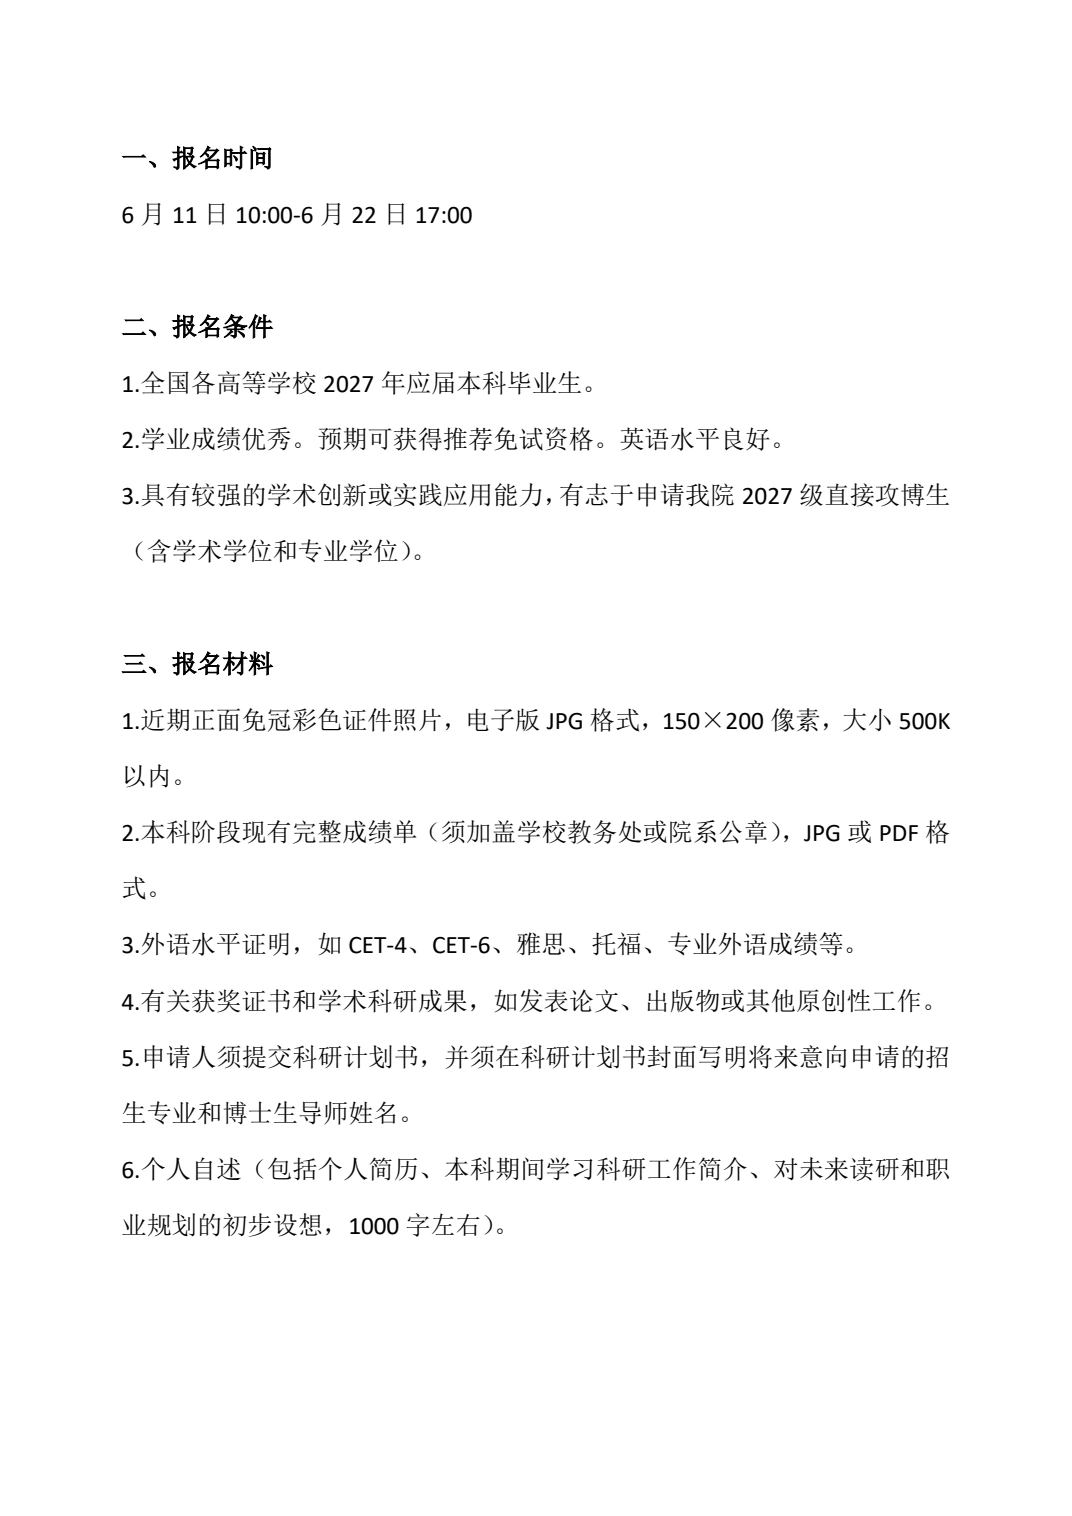 一、报名时间
6 月 11 日 10:00-6 月 22 日 17:00
二、报名条件
1.全国各高等学校 2027 年应届本科毕业生。
2.学业成绩优秀。预期可获得推荐免试资格。英语水平良好。
3.具有较强的学术创新或实践应用能力，有志于申请我院 2027 级直接攻博生
（含学术学位和专业学位）。
三、报名材料
1.近期正面免冠彩色证件照片，电子版 JPG 格式，150×200 像素，大小 500K
以内。
2.本科阶段现有完整成绩单（须加盖学校教务处或院系公章），JPG 或 PDF 格
式。
3.外语水平证明，如 CET-4、CET-6、雅思、托福、专业外语成绩等。
4.有关获奖证书和学术科研成果，如发表论文、出版物或其他原创性工作。
5.申请人须提交科研计划书，并须在科研计划书封面写明将来意向申请的招
生专业和博士生导师姓名。
6.个人自述（包括个人简历、本科期间学习科研工作简介、对未来读研和职
业规划的初步设想，1000 字左右）。